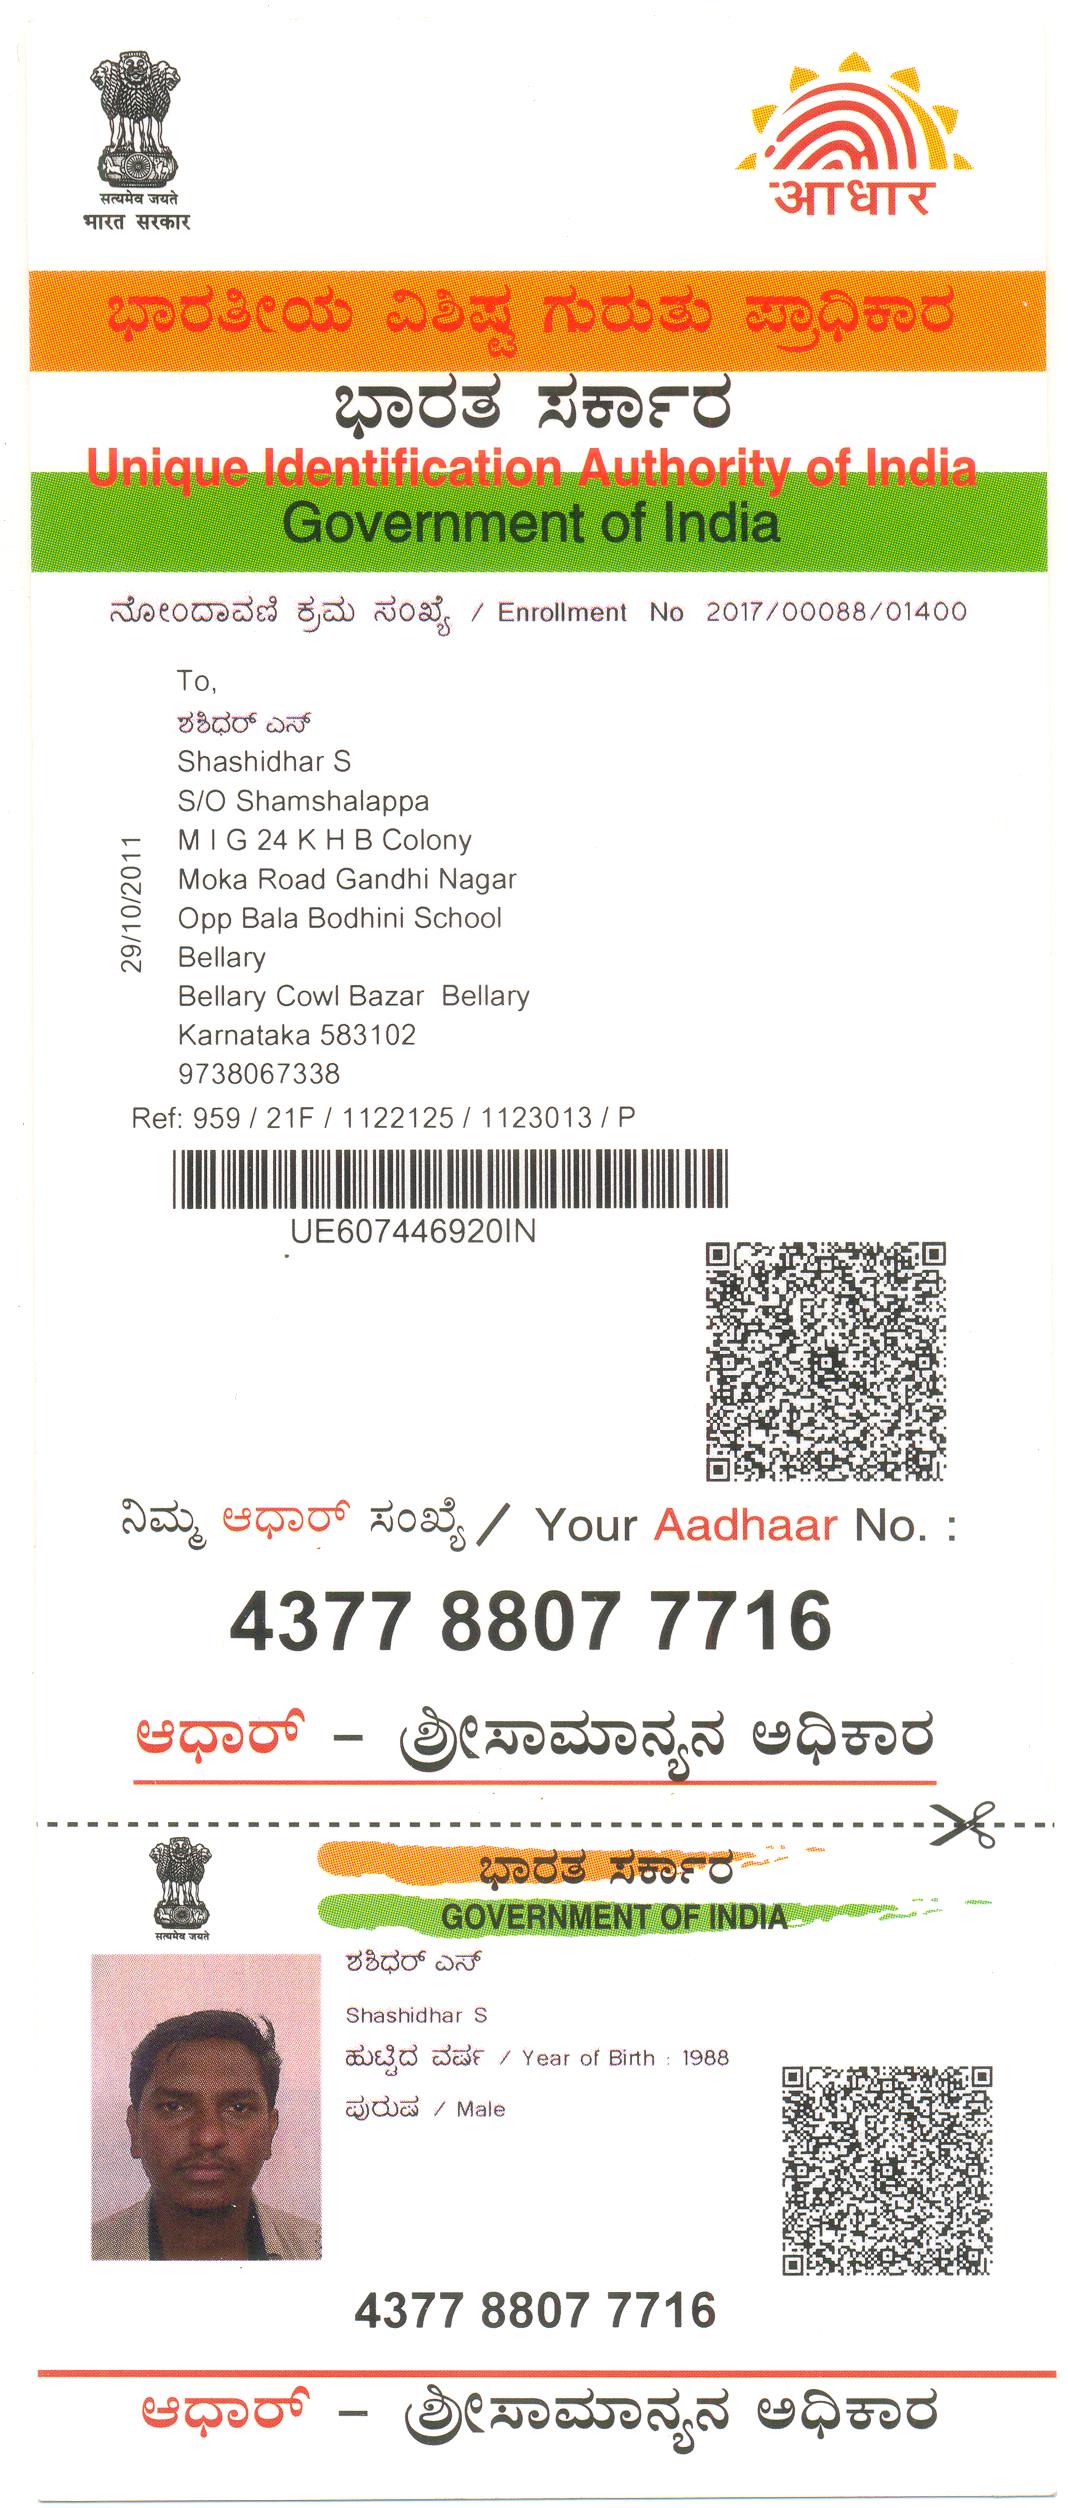 सत्यमेव जयते
भारत सरकार
आधार
ಭಾರತೀಯ ವಿಶಿಷ್ಟ ಗುರುತು ಪ್ರಾಧಿಕಾರ
ಭಾರತ ಸರ್ಕಾರ
Unique Identification Authority of India
Government of India
ನೋಂದಾವಣಿ ಕ್ರಮ ಸಂಖ್ಯೆ / Enrollment No 2017/00088/01400
To,
ಶಶಿಧರ್ ಎಸ್
Shashidhar S
S/O Shamshalappa
M I G 24 K H B Colony
Moka Road Gandhi Nagar
Opp Bala Bodhini School
Bellary
Bellary Cowl Bazar Bellary
Karnataka 583102
9738067338
29/10/2011
Ref: 959 / 21F / 1122125 / 1123013 / P
UE607446920IN
ನಿಮ್ಮ ಆಧಾರ್ ಸಂಖ್ಯೆ / Your Aadhaar No. :
4377 8807 7716
ಆಧಾರ್ – ಶ್ರೀಸಾಮಾನ್ಯನ ಅಧಿಕಾರ
सत्यमेव जयते
ಭಾರತ ಸರ್ಕಾರ
GOVERNMENT OF INDIA
ಶಶಿಧರ್ ಎಸ್
Shashidhar S
ಹುಟ್ಟಿದ ವರ್ಷ / Year of Birth : 1988
ಪುರುಷ / Male
4377 8807 7716
ಆಧಾರ್ – ಶ್ರೀಸಾಮಾನ್ಯನ ಅಧಿಕಾರ